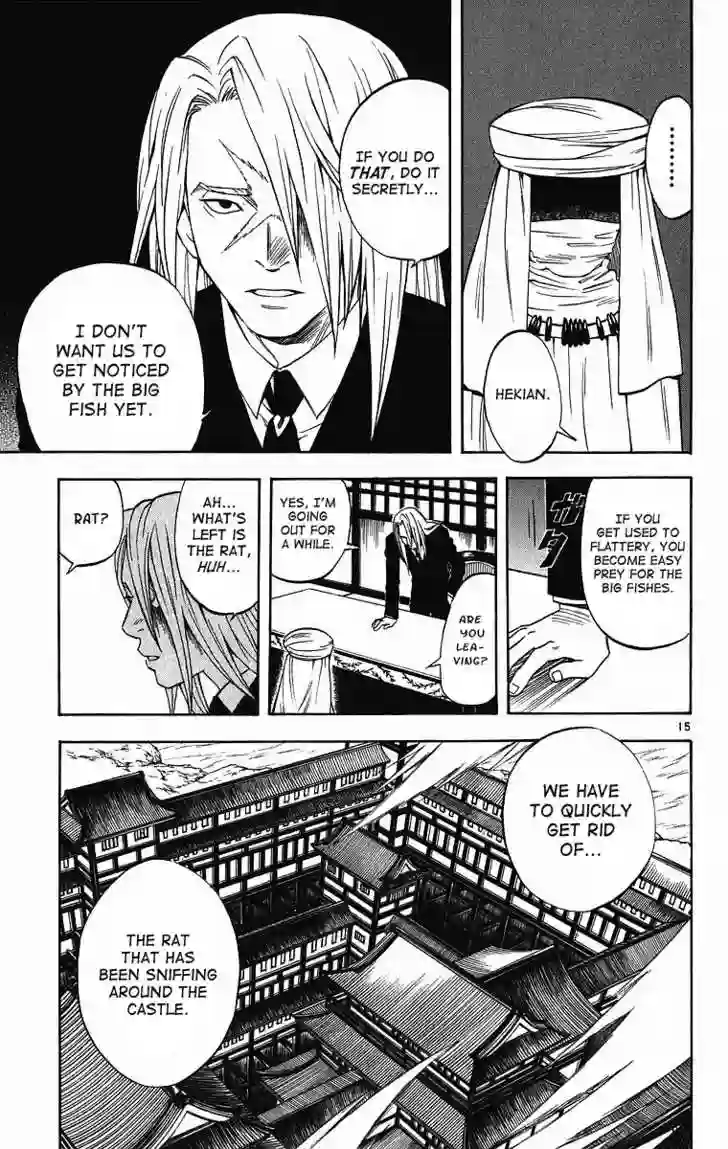 .........
HEKIAN.
IF YOU DO
THAT, DO IT
SECRETLY...
I DON'T
WANT US TO
GET NOTICED
BY THE BIG
FISH YET.
IF YOU
GET USED TO
FLATTERY, YOU
BECOME EASY
PREY FOR THE
BIG FISHES.
ガタ
ARE
YOU
LEA-
VING?
YES, I'M
GOING
OUT FOR
A WHILE.
AH...
WHAT'S
LEFT IS
THE RAT,
HUH...
RAT?
15
WE HAVE
TO QUICKLY
GET RID
OF...
THE RAT
THAT HAS
BEEN SNIFFING
AROUND THE
CASTLE.